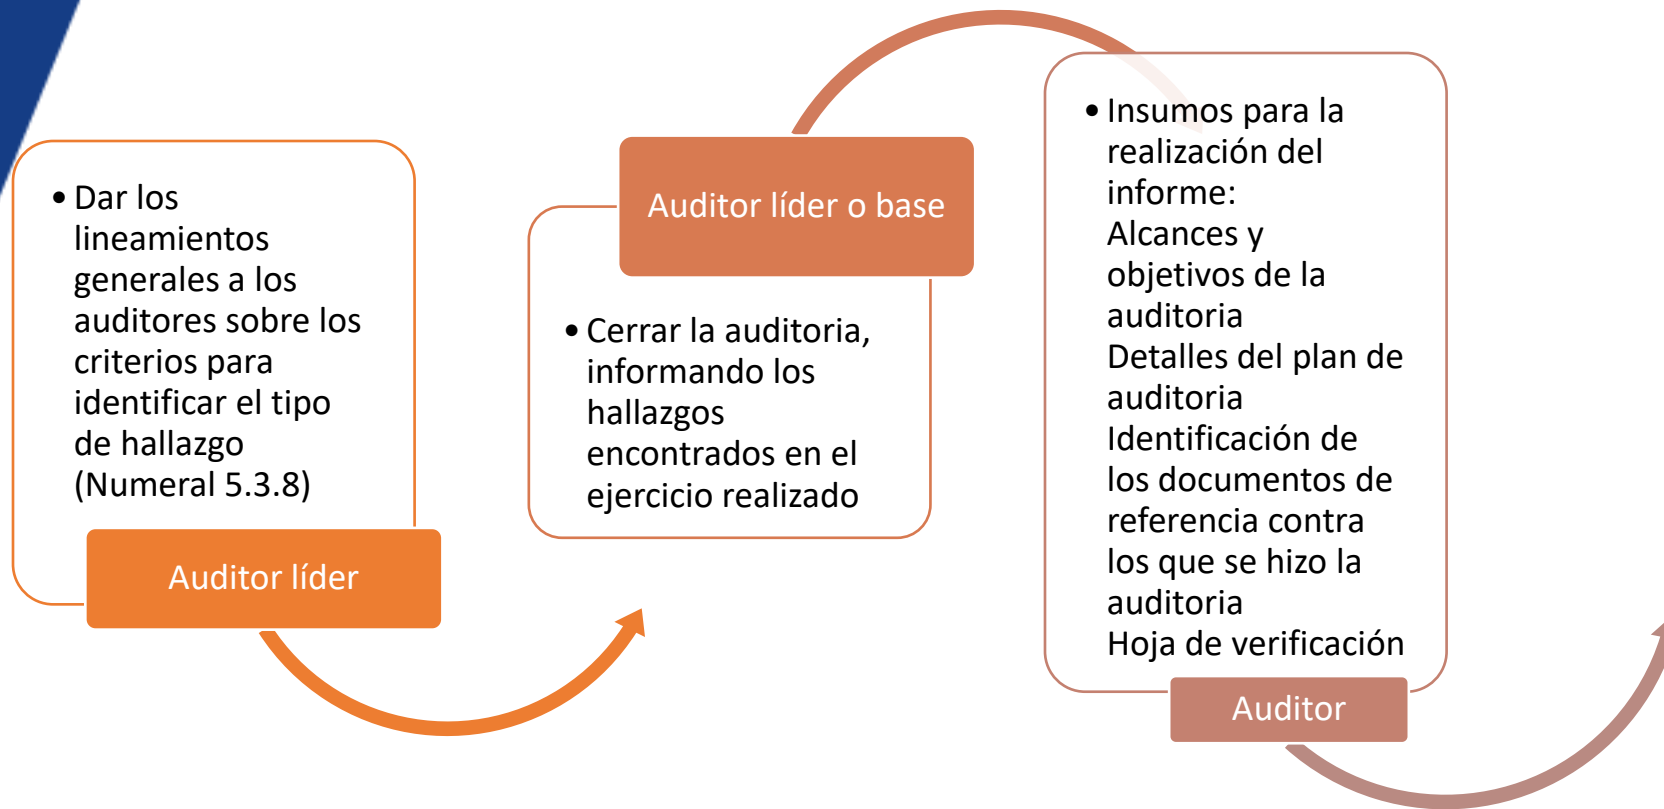 • Dar los
lineamientos
generales a los
auditores sobre los
criterios para
identificar el tipo
de hallazgo
(Numeral 5.3.8)
Auditor líder
Auditor líder o base
• Cerrar la auditoria,
informando los
hallazgos
encontrados en el
ejercicio realizado
• Insumos para la
realización del
informe:
Alcances y
objetivos de la
auditoria
Detalles del plan de
auditoria
Identificación de
los documentos de
referencia contra
los que se hizo la
auditoria
Hoja de verificación
Auditor